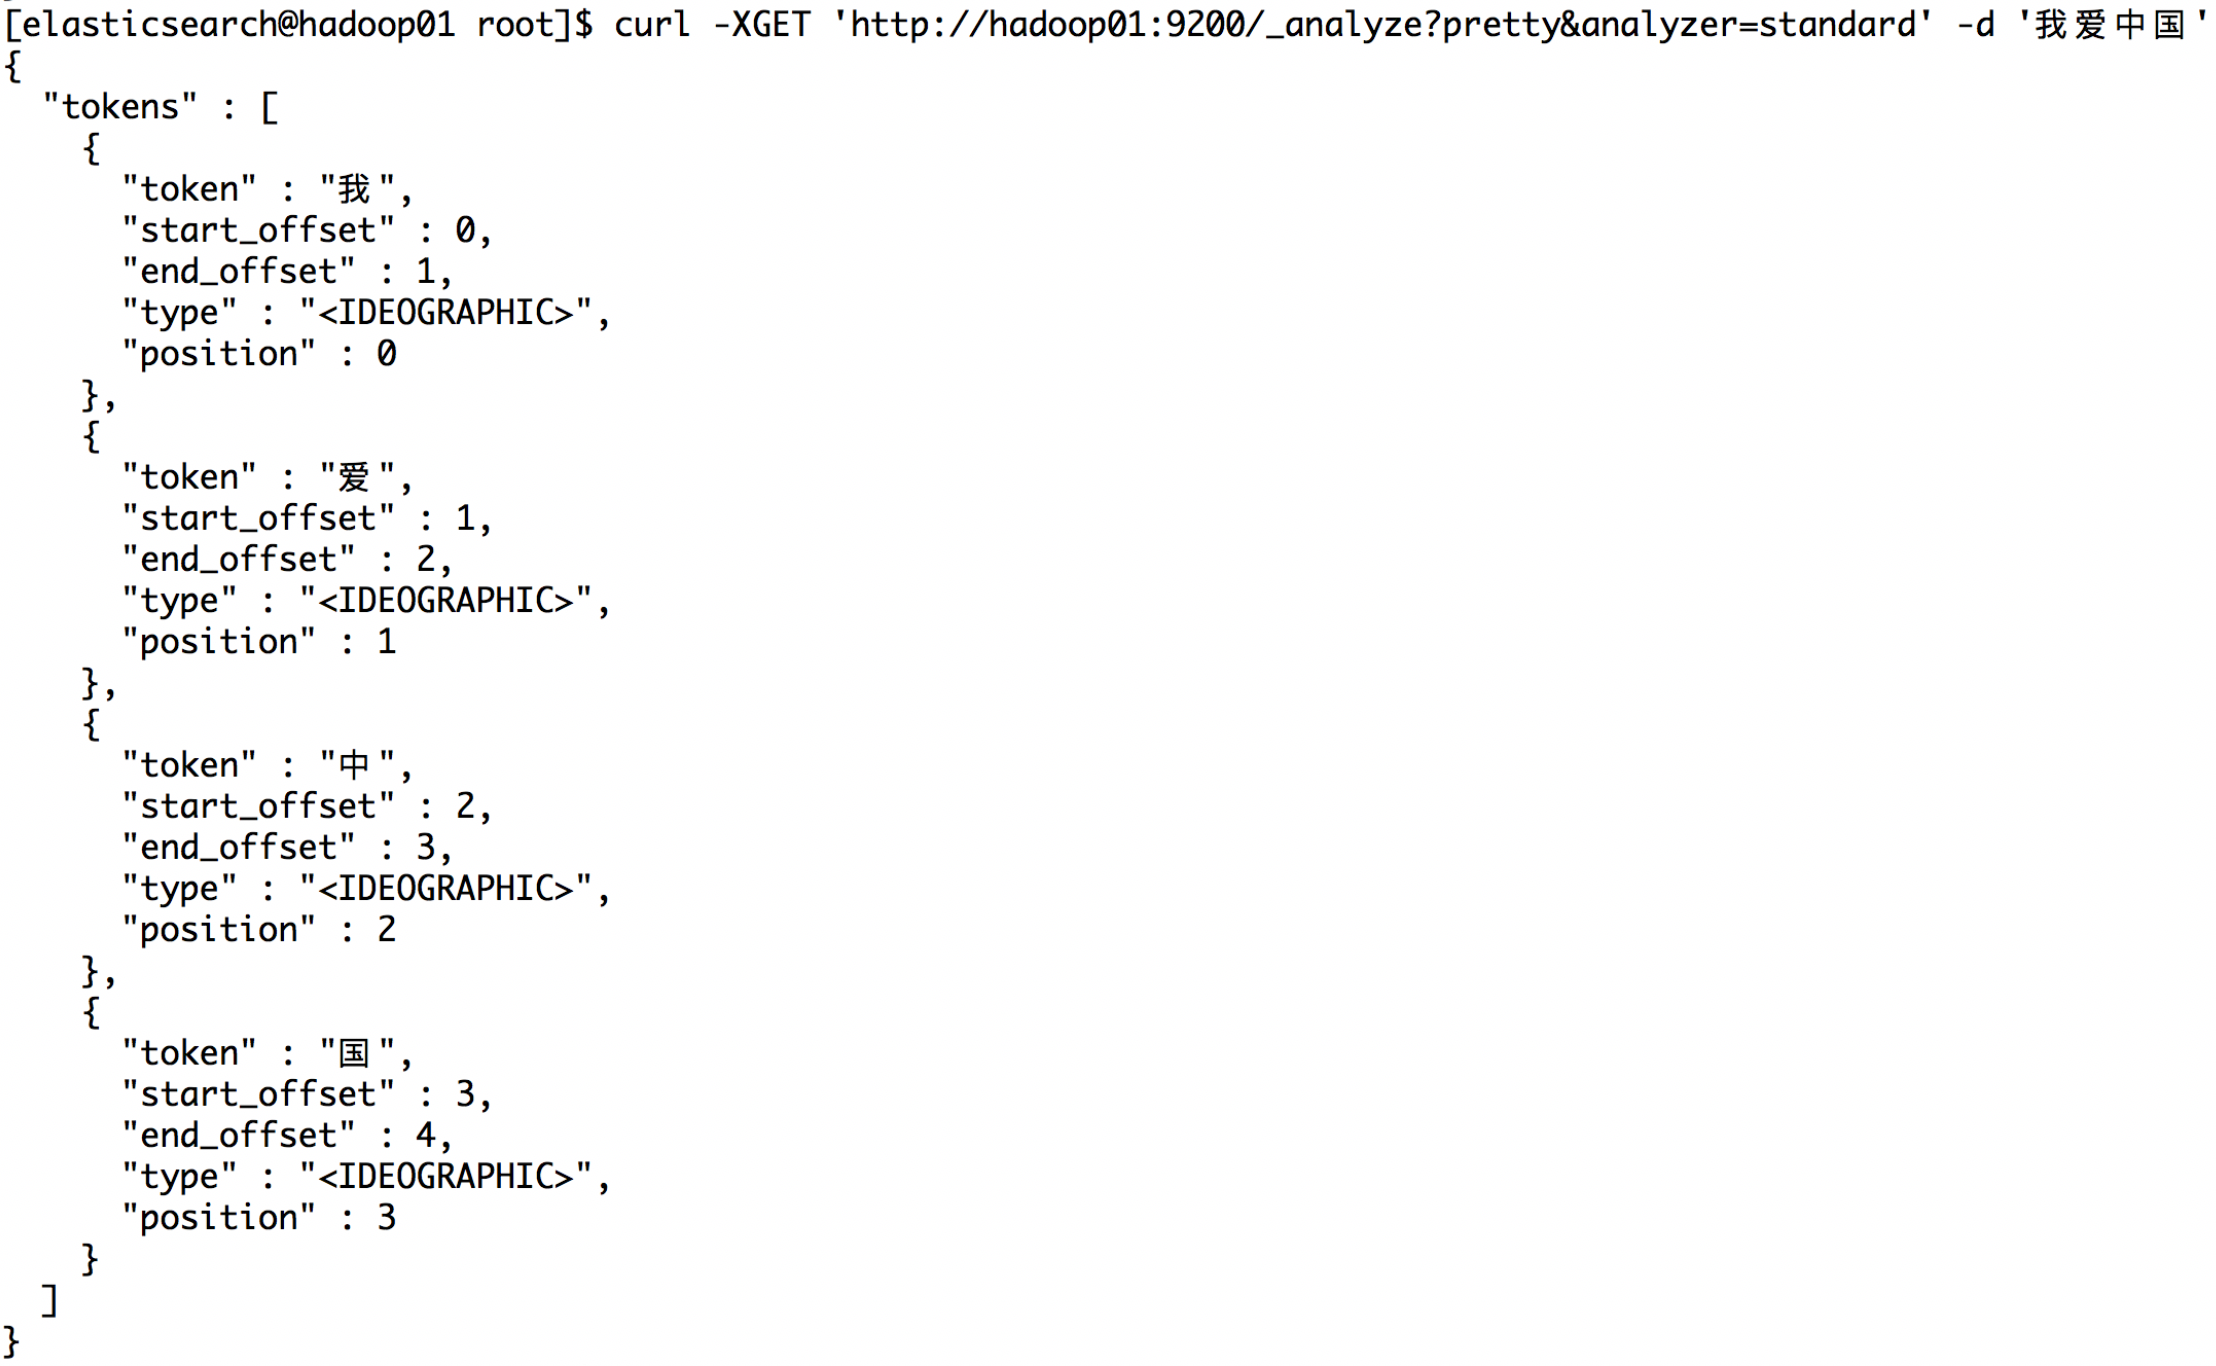 [elasticsearch@hadoop01 root]$ curl -XGET 'http://hadoop01:9200/_analyze?pretty&analyzer=standard' -d '我爱中国'
{
  "tokens" : [
    {
      "token" : "我",
      "start_offset" : 0,
      "end_offset" : 1,
      "type" : "<IDEOGRAPHIC>",
      "position" : 0
    },
    {
      "token" : "爱",
      "start_offset" : 1,
      "end_offset" : 2,
      "type" : "<IDEOGRAPHIC>",
      "position" : 1
    },
    {
      "token" : "中",
      "start_offset" : 2,
      "end_offset" : 3,
      "type" : "<IDEOGRAPHIC>",
      "position" : 2
    },
    {
      "token" : "国",
      "start_offset" : 3,
      "end_offset" : 4,
      "type" : "<IDEOGRAPHIC>",
      "position" : 3
    }
  ]
}